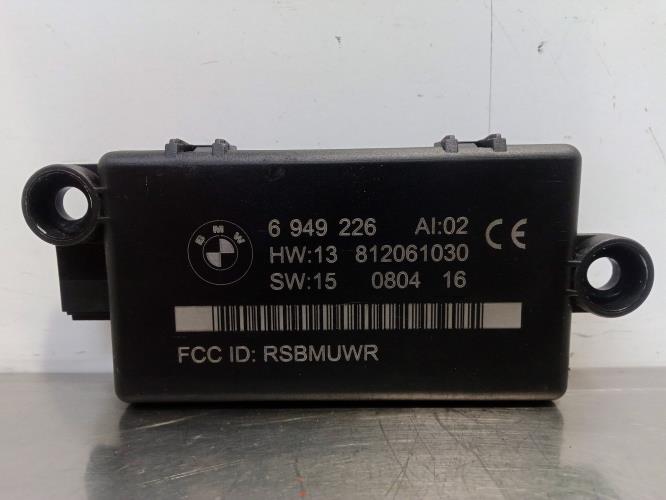 BMW
6 949 226 AI:02
HW:13 812061030
SW:15 0804 16
CE
FCC ID: RSBMUWR